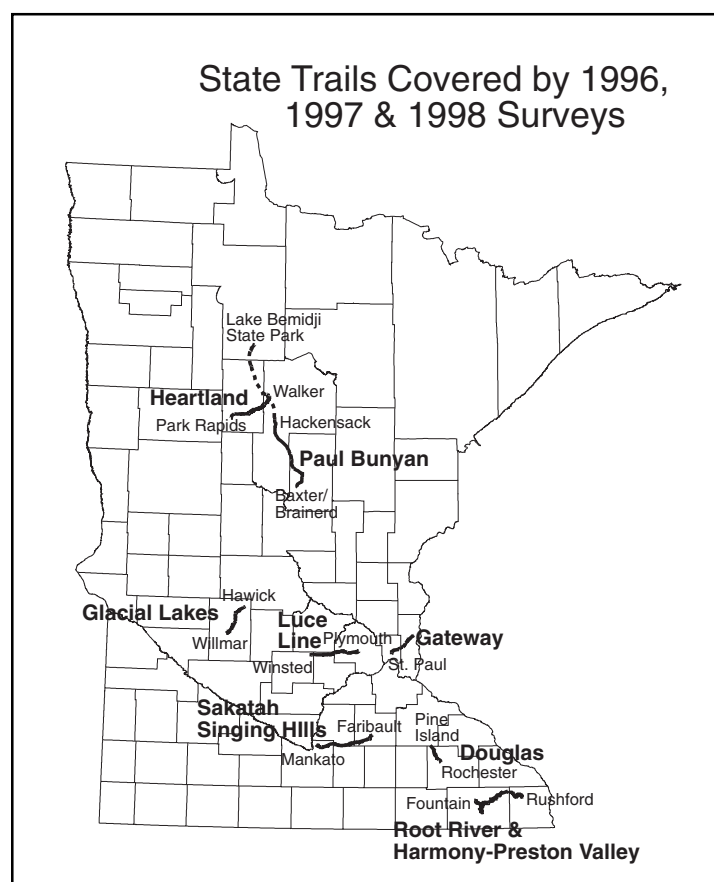 State Trails Covered by 1996,
1997 & 1998 Surveys
Lake Bemidji
State Park
Heartland
Walker
Park Rapids
Hackensack
Paul Bunyan
Baxter/
Brainerd
Hawick
Glacial Lakes
Willmar
Luce
Line
Plymouth
Gateway
Winsted
St. Paul
Sakatah
Singing HIlls
Faribault
Mankato
Pine
Island
Douglas
Rochester
Fountain
Rushford
Root River &
Harmony-Preston Valley